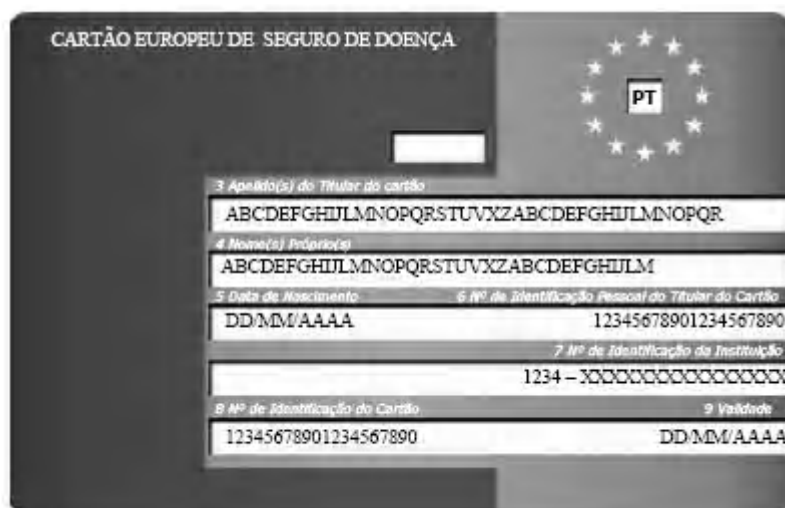 CARTÃO EUROPEU DE SEGURO DE DOENÇA
PT
3 Apelido(s) do Titular do cartão
ABCDEFGHIJLMNOPQRSTUVXZABCDEFGHIJLMNOPQR
4 Nome(s) Próprio(s)
ABCDEFGHIJLMNOPQRSTUVXZABCDEFGHIJLM
5 Data de Nascimento 6 Nº de Identificação Pessoal do Titular do Cartão
DD/MM/AAAA 12345678901234567890
7 Nº de Identificação da Instituição
1234 – XXXXXXXXXXXXXXXXX
8 Nº de Identificação do Cartão 9 Validade
12345678901234567890 DD/MM/AAAA